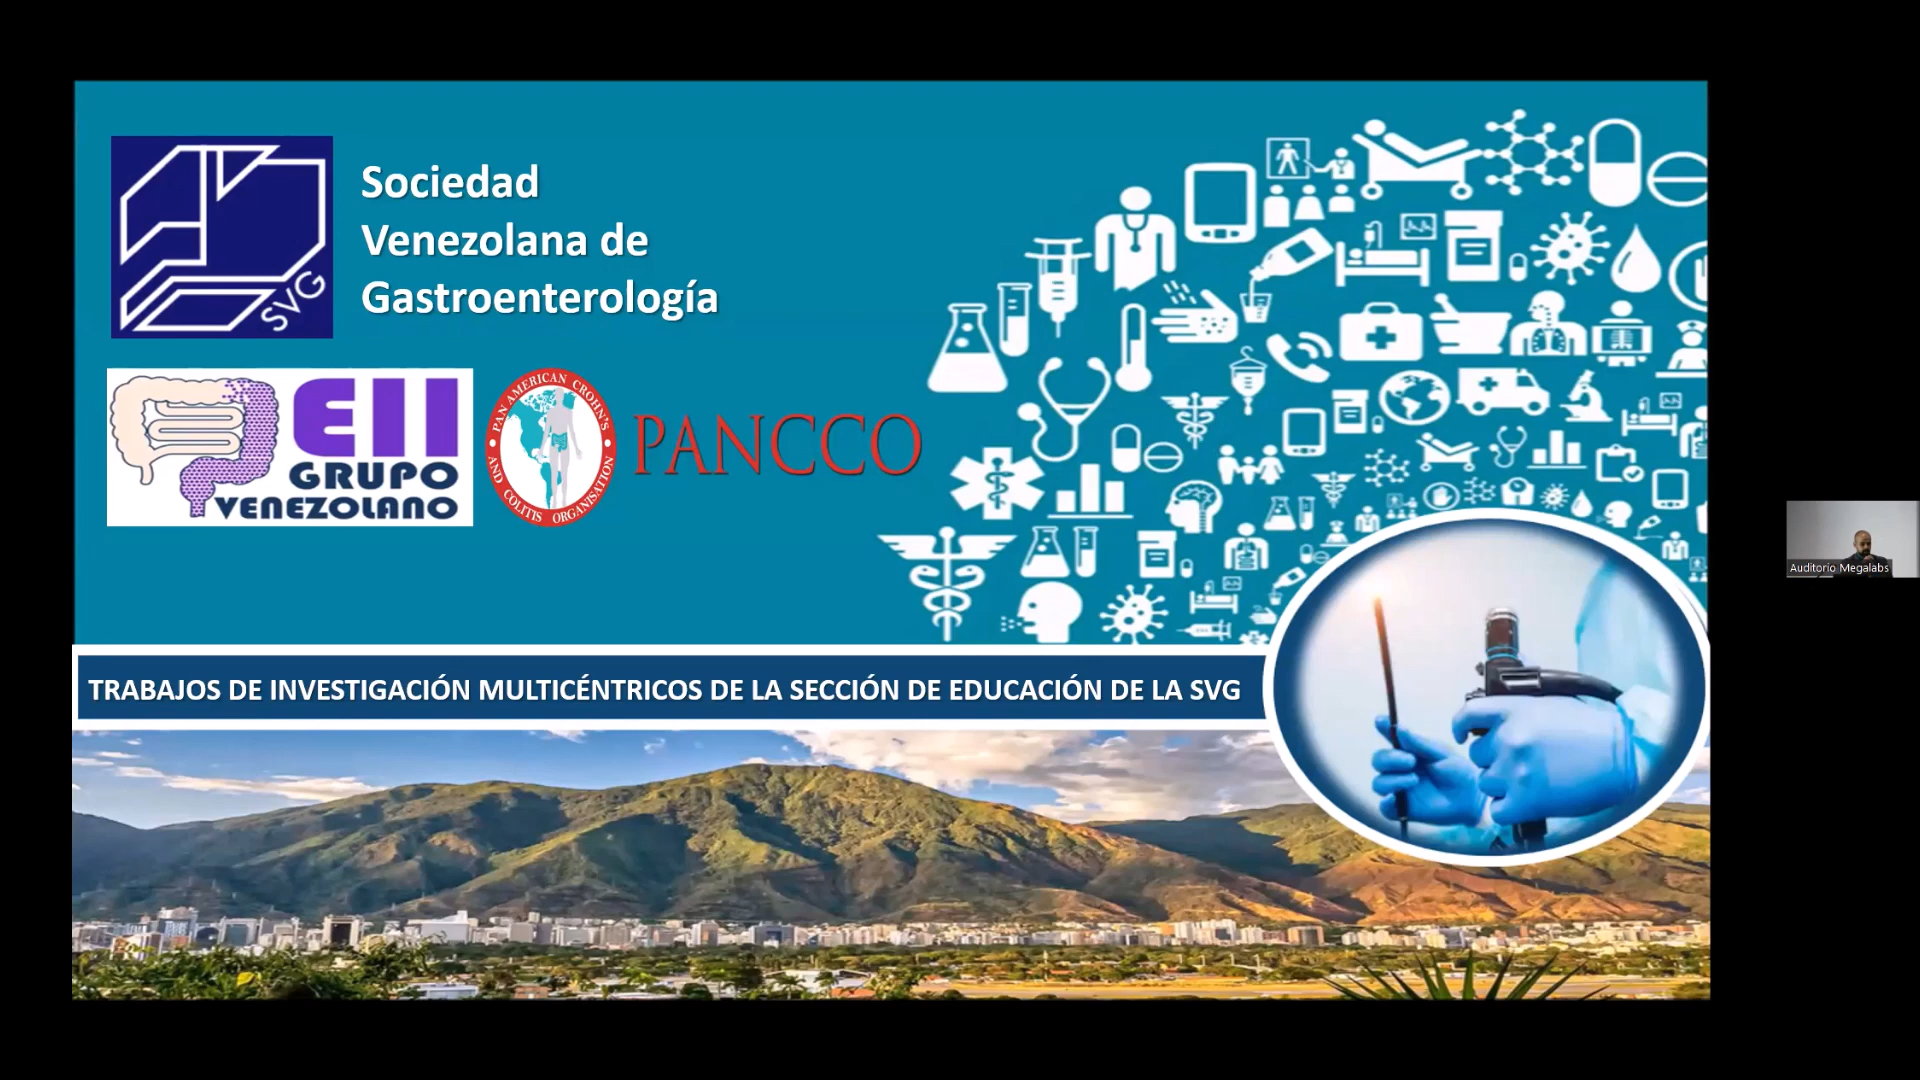 Sociedad
Venezolana de
Gastroenterología
SVG
EII
GRUPO
VENEZOLANO
PAN AMERICAN CROHN'S
AND COLITIS ORGANISATION
PANCCO
Auditorio Megalabs
TRABAJOS DE INVESTIGACIÓN MULTICÉNTRICOS DE LA SECCIÓN DE EDUCACIÓN DE LA SVG